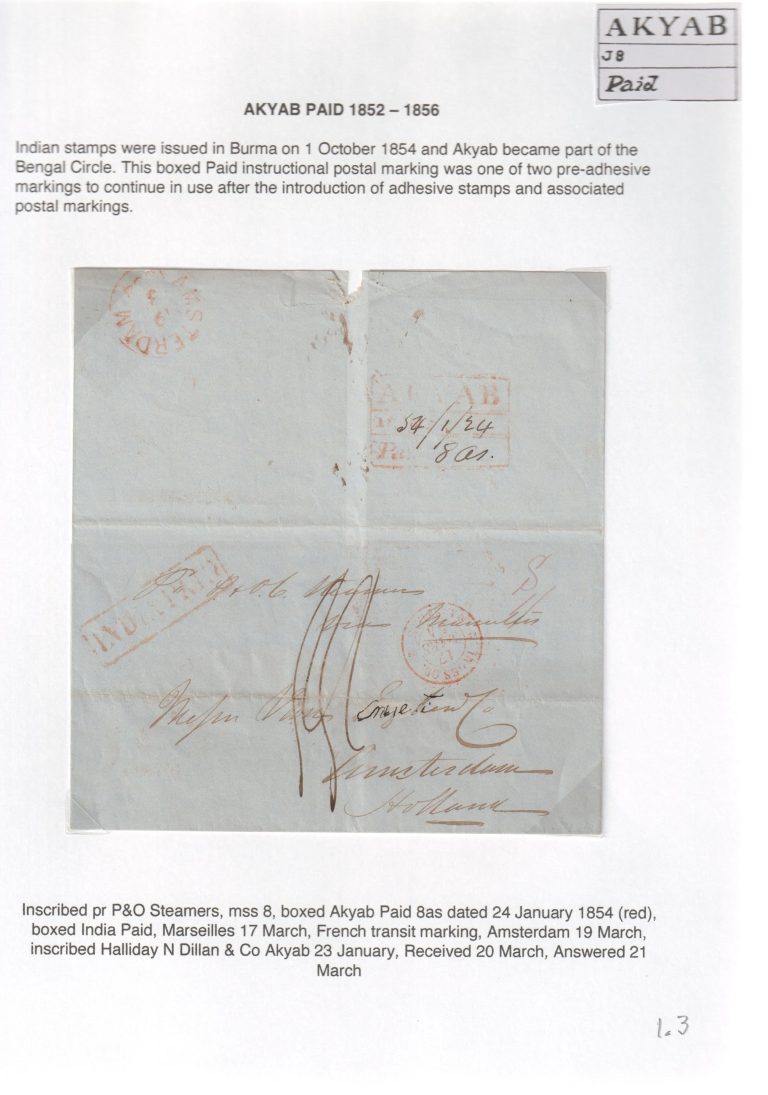 AKYAB
J8
Paid
AKYAB PAID 1852 – 1856
Indian stamps were issued in Burma on 1 October 1854 and Akyab became part of the
Bengal Circle. This boxed Paid instructional postal marking was one of two pre-adhesive
markings to continue in use after the introduction of adhesive stamps and associated
postal markings.
AMSTERDAM
AKYAB
54/1/24
8 as.
INDIA PAID
8
Amsterdam
Holland
Inscribed pr P&O Steamers, mss 8, boxed Akyab Paid 8as dated 24 January 1854 (red),
boxed India Paid, Marseilles 17 March, French transit marking, Amsterdam 19 March,
inscribed Halliday N Dillan & Co Akyab 23 January, Received 20 March, Answered 21
March
1.3